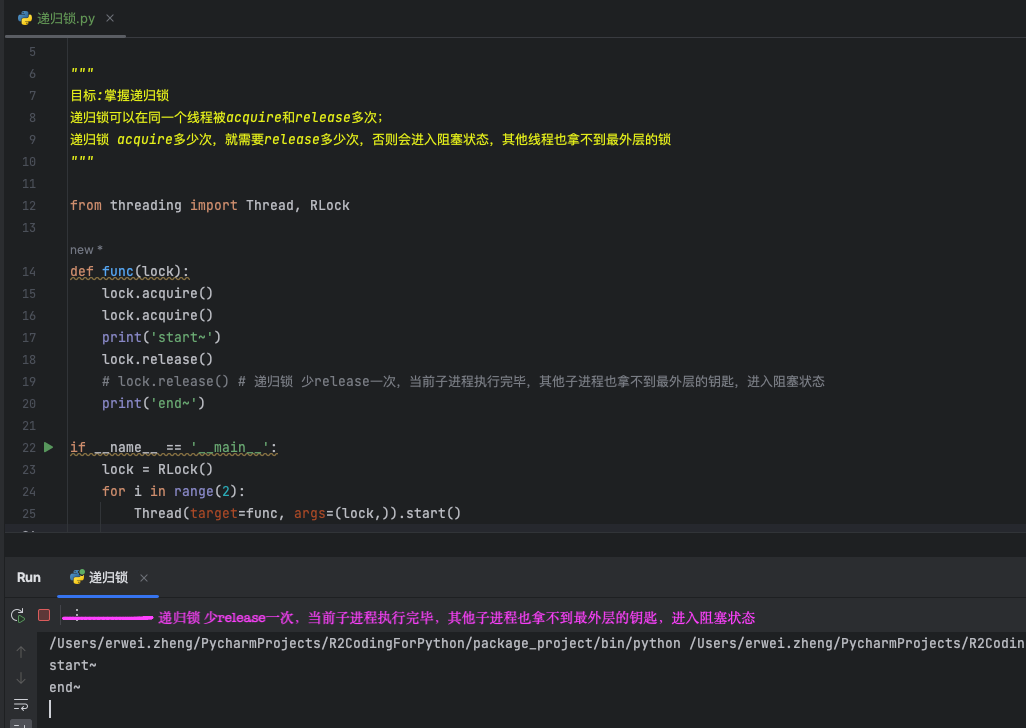 递归锁.py
5
6 """
7 目标:掌握递归锁
8 递归锁可以在同一个线程被acquire和release多次;
9 递归锁 acquire多少次，就需要release多少次，否则会进入阻塞状态，其他线程也拿不到最外层的锁
10 """
11
12 from threading import Thread, RLock
13
new *
14 def func(lock):
15 lock.acquire()
16 lock.acquire()
17 print('start~')
18 lock.release()
19 # lock.release() # 递归锁 少release一次，当前子进程执行完毕，其他子进程也拿不到最外层的钥匙，进入阻塞状态
20 print('end~')
21
22 if __name__ == '__main__':
23 lock = RLock()
24 for i in range(2):
25 Thread(target=func, args=(lock,)).start()
Run 递归锁
递归锁 少release一次，当前子进程执行完毕，其他子进程也拿不到最外层的钥匙，进入阻塞状态
/Users/erwei.zheng/PycharmProjects/R2CodingForPython/package_project/bin/python /Users/erwei.zheng/PycharmProjects/R2Codin
start~
end~